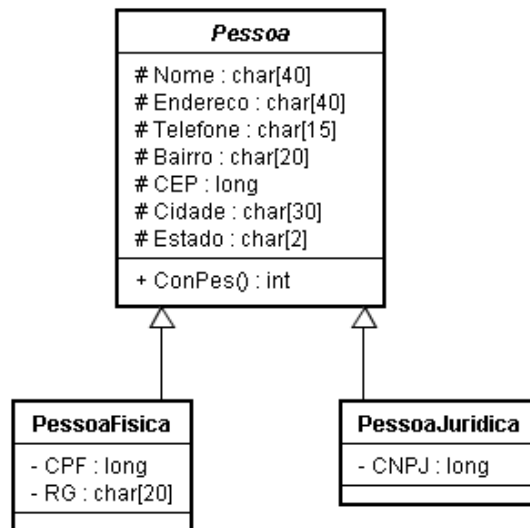 Pessoa
# Nome : char[40]
# Endereco : char[40]
# Telefone : char[15]
# Bairro : char[20]
# CEP : long
# Cidade : char[30]
# Estado : char[2]
+ ConPes() : int
PessoaFisica
- CPF : long
- RG : char[20]
PessoaJuridica
- CNPJ : long